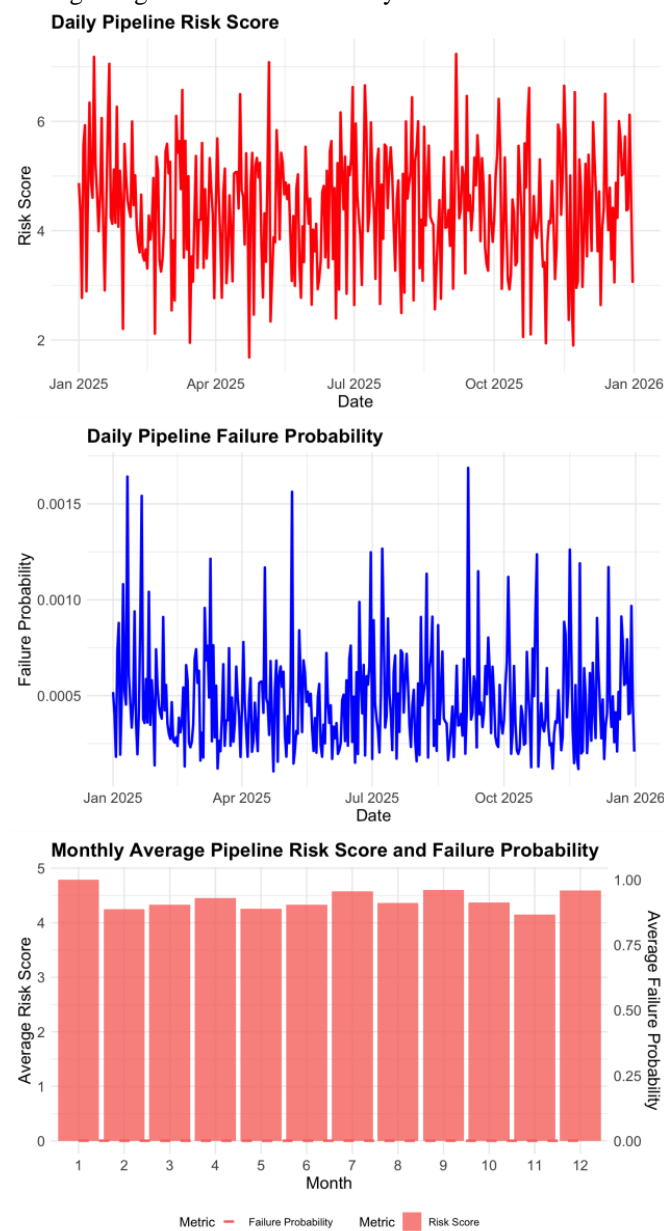 Daily Pipeline Risk Score
6
4
2
Risk Score
Jan 2025 Apr 2025 Jul 2025 Oct 2025 Jan 2026
Date
Daily Pipeline Failure Probability
0.0015
0.0010
0.0005
Failure Probability
Jan 2025 Apr 2025 Jul 2025 Oct 2025 Jan 2026
Date
Monthly Average Pipeline Risk Score and Failure Probability
5
4
3
2
1
0
Average Risk Score
1.00
0.75
0.50
0.25
0.00
Average Failure Probability
1 2 3 4 5 6 7 8 9 10 11 12
Month
Metric Failure Probability Metric Risk Score